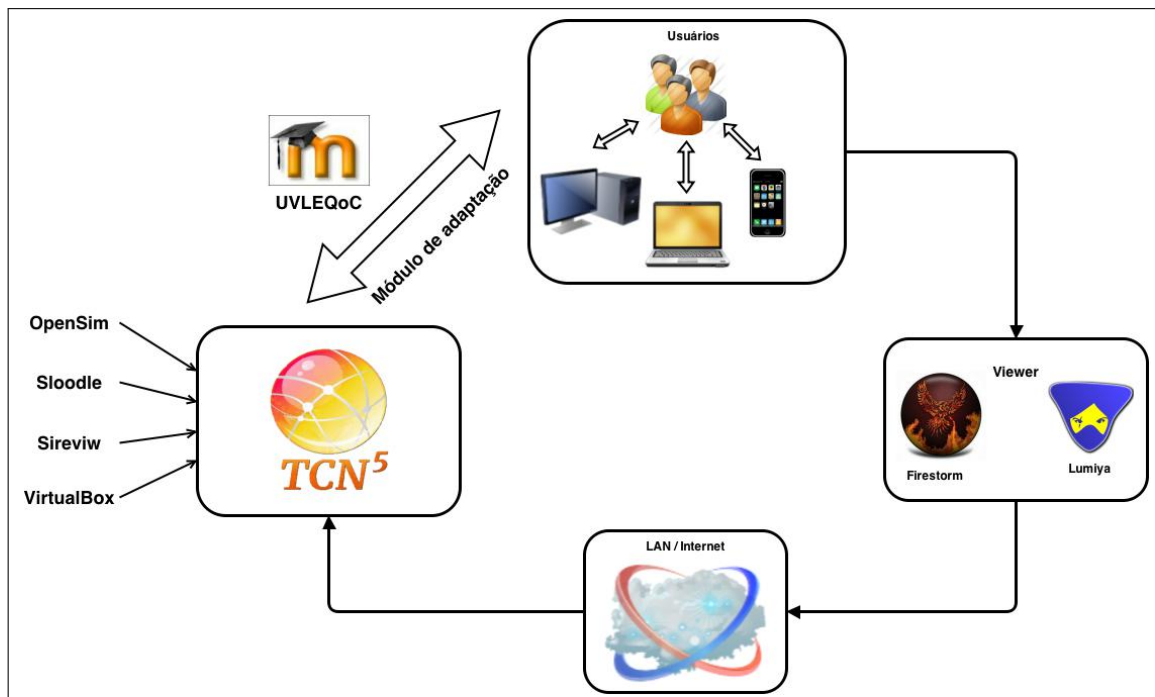 Usuários
m
UVLEQoC
Módulo de adaptação
OpenSim
Sloodle
Sireviw
VirtualBox
TCN⁵
Viewer
Firestorm
Lumiya
LAN / Internet